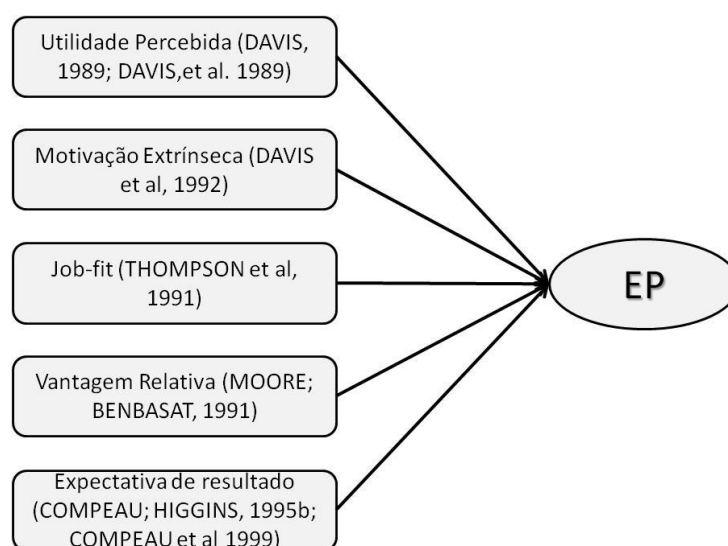 Utilidade Percebida (DAVIS,
1989; DAVIS,et al. 1989)
Motivação Extrínseca (DAVIS
et al, 1992)
Job-fit (THOMPSON et al,
1991)
Vantagem Relativa (MOORE;
BENBASAT, 1991)
Expectativa de resultado
(COMPEAU; HIGGINS, 1995b;
COMPEAU et al 1999)
EP